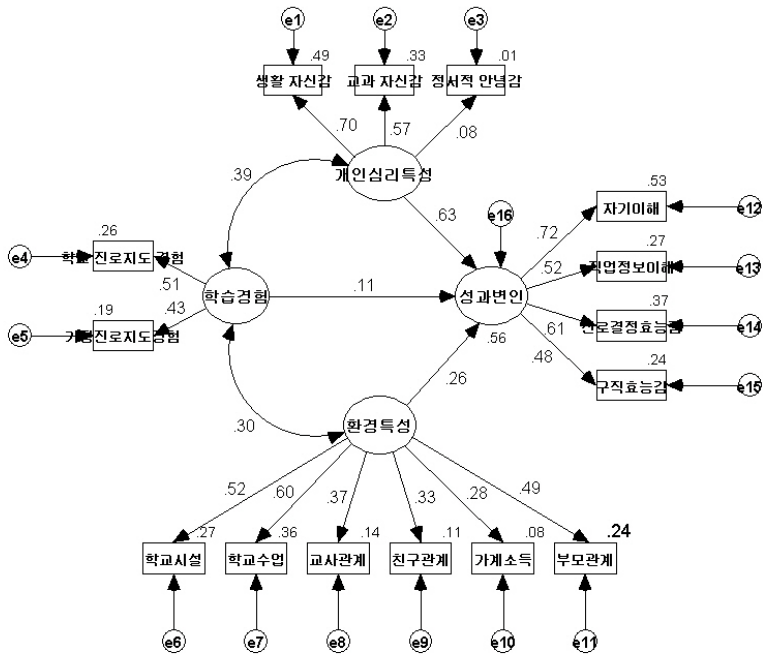 e1
e2
e3
.49
.33
.01
생활 자신감
교과 자신감
정서적 안녕감
.70
.57
.08
개인심리특성
.39
.63
e16
.53
자기이해
e12
.72
.26
e4
학교 진로지도 경험
.51
.27
직업정보이해
e13
.52
학습경험
.11
성과변인
.19
.43
e5
가정진로지도경험
.37
진로결정효능감
e14
.61
.56
.48
.24
구직효능감
e15
.26
.30
환경특성
.52
.60
.37
.33
.28
.49
.27
.36
.14
.11
.08
.24
학교시설
학교수업
교사관계
친구관계
가계소득
부모관계
e6
e7
e8
e9
e10
e11